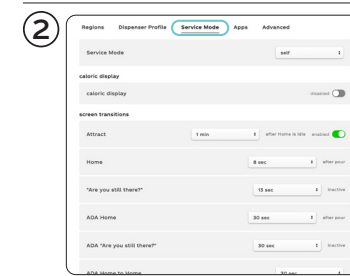 2
Regions Dispenser Profile Service Mode Apps Advanced
Service Mode self
caloric display
caloric display disabled
screen transitions
Attract 1 min after Home is idle enabled
Home 8 sec after pour
"Are you still there?" 15 sec inactive
ADA Home 30 sec after pour
ADA "Are you still there?" 30 sec inactive
ADA Home to Home 30 sec